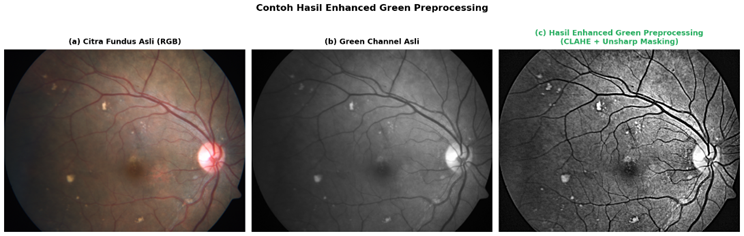 Contoh Hasil Enhanced Green Preprocessing
(a) Citra Fundus Asli (RGB)
(b) Green Channel Asli
(c) Hasil Enhanced Green Preprocessing
(CLAHE + Unsharp Masking)